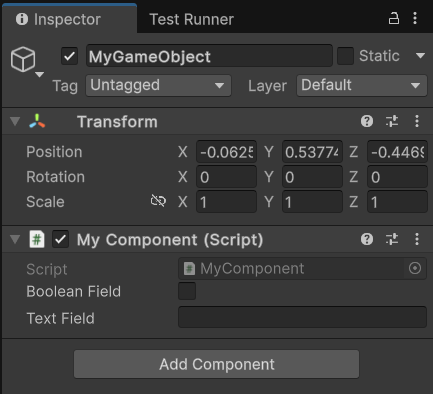 Inspector Test Runner
MyGameObject Static
Tag Untagged Layer Default
Transform
Position X -0.0625 Y 0.53774 Z -0.4469
Rotation X 0 Y 0 Z 0
Scale X 1 Y 1 Z 1
# My Component (Script)
Script # MyComponent
Boolean Field
Text Field
Add Component